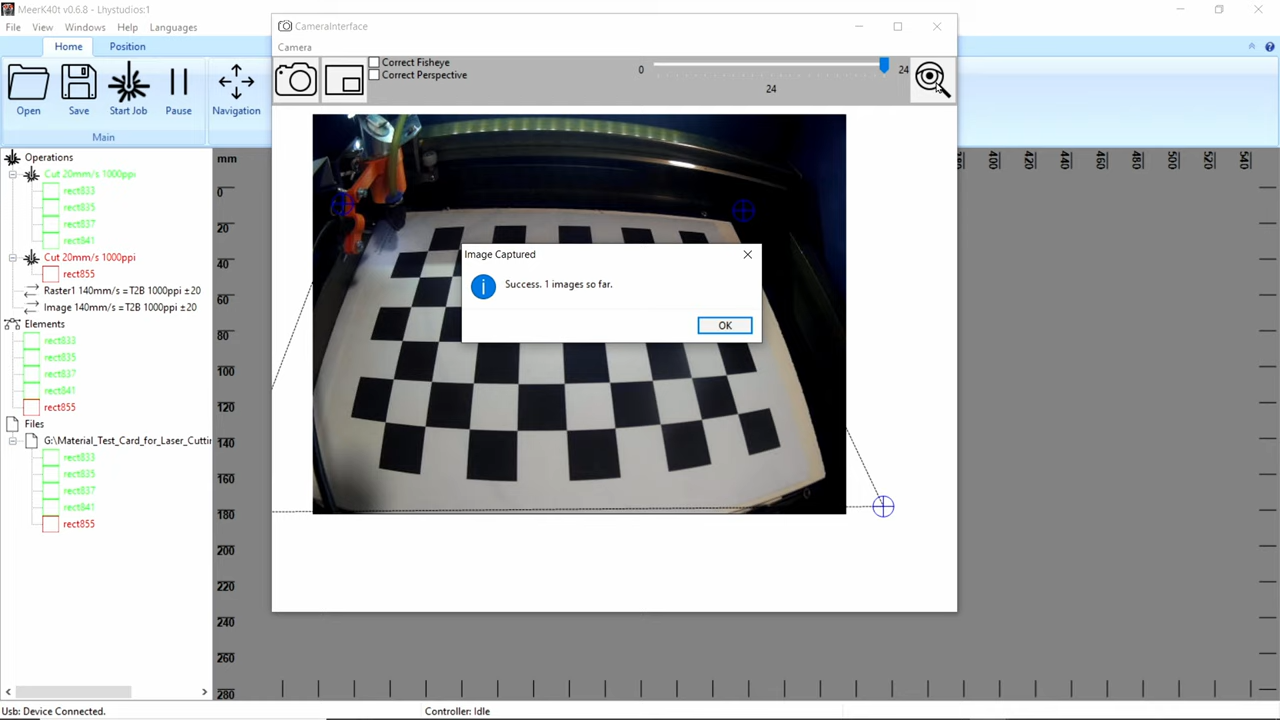 MeerK40t v0.6.8 - Lhystudios:1
File View Windows Help Languages
Home Position
Open Save Start Job Pause Navigation
Main
CameraInterface
Camera
Correct Fisheye
Correct Perspective
0 24
24
Operations
Cut 20mm/s 1000ppi
rect833
rect835
rect837
rect841
Cut 20mm/s 1000ppi
rect855
Raster1 140mm/s =T2B 1000ppi ±20
Image 140mm/s =T2B 1000ppi ±20
Elements
rect833
rect835
rect837
rect841
rect855
Files
G:\Material_Test_Card_for_Laser_Cuttin
rect833
rect835
rect837
rect841
rect855
mm
0
20
40
60
80
100
120
140
160
180
200
220
240
260
280
400 420 440 460 480 500 520 540
Image Captured
Success. 1 images so far.
OK
Usb: Device Connected.
Controller: Idle